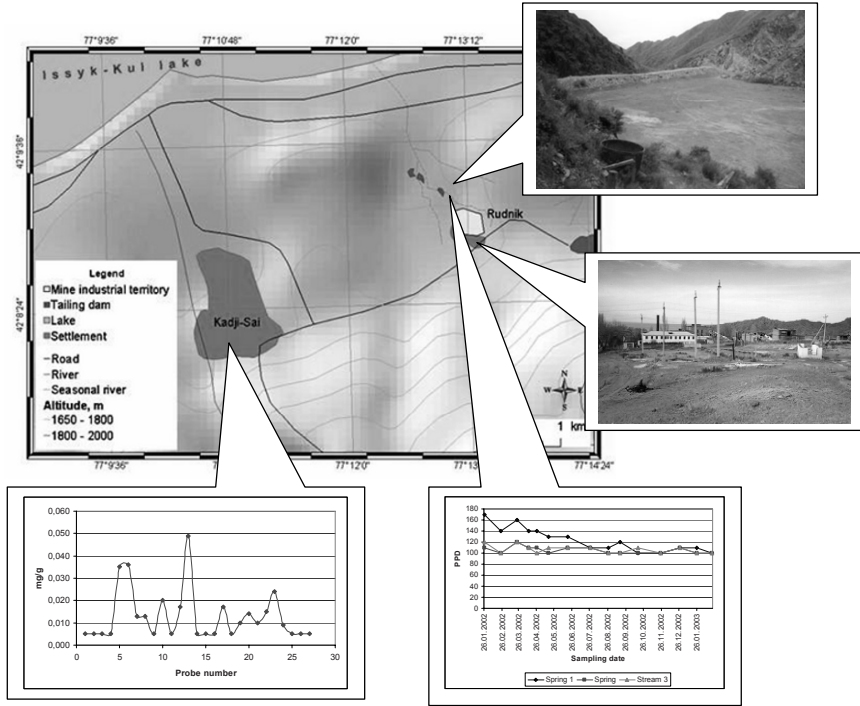 77°9'36"
77°10'48"
77°12'0"
77°13'12"
Issyk-Kul lake
42°9'36"
42°9'36"
Rudnik
Legend
Mine industrial territory
Tailing dam
Lake
Settlement
Road
River
Seasonal river
Altitude, m
1650 - 1800
1800 - 2000
42°8'24"
42°8'24"
Kadji-Sai
N
W
E
S
1 km
77°9'36"
77°12'0"
77°14'24"
0,060
0,050
0,040
0,030
0,020
0,010
0,000
mg/g
0 5 10 15 20 25 30
Probe number
180
160
140
120
100
80
60
40
20
0
PPD
26.01.2002
26.02.2002
26.03.2002
26.04.2002
26.05.2002
26.06.2002
26.07.2002
26.08.2002
26.09.2002
26.10.2002
26.11.2002
26.12.2002
26.01.2003
Sampling date
Spring 1 Spring Stream 3